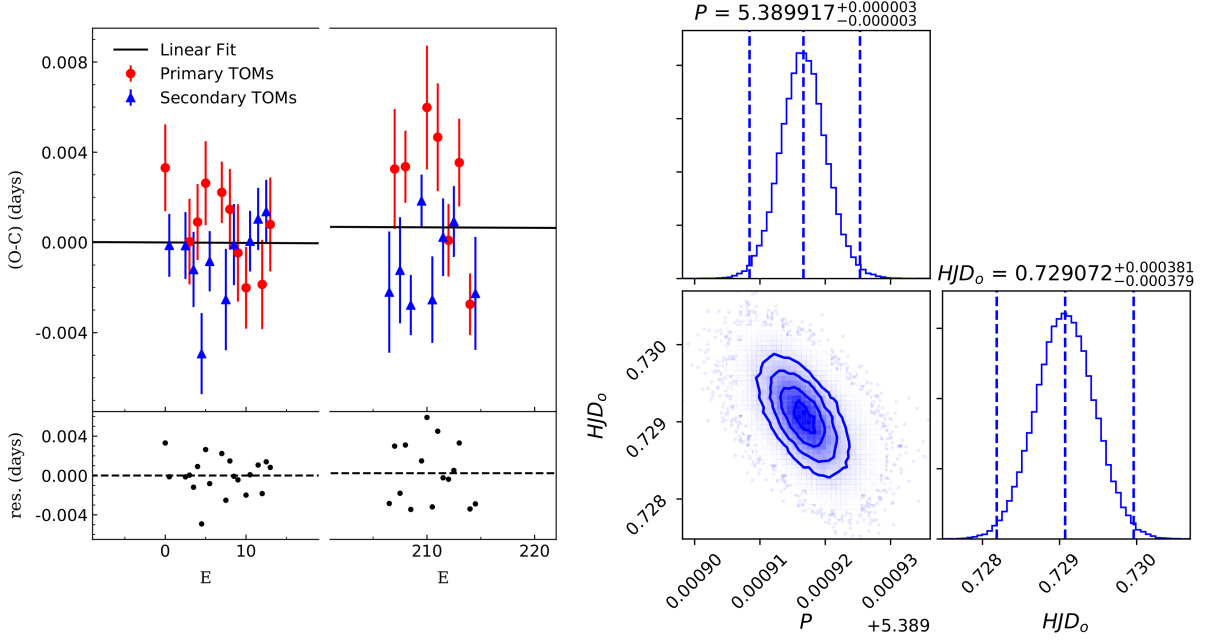 Linear Fit
Primary TOMs
Secondary TOMs
0.008
0.004
0.000
-0.004
(O-C) (days)
0.004
0.000
-0.004
res. (days)
0 10 210 220
E E
P = 5.389917+0.000003 −0.000003
HJDo = 0.729072+0.000381 −0.000379
0.730
0.729
0.728
HJDo
0.00090 0.00091 0.00092 0.00093
P +5.389
0.728 0.729 0.730
HJDo